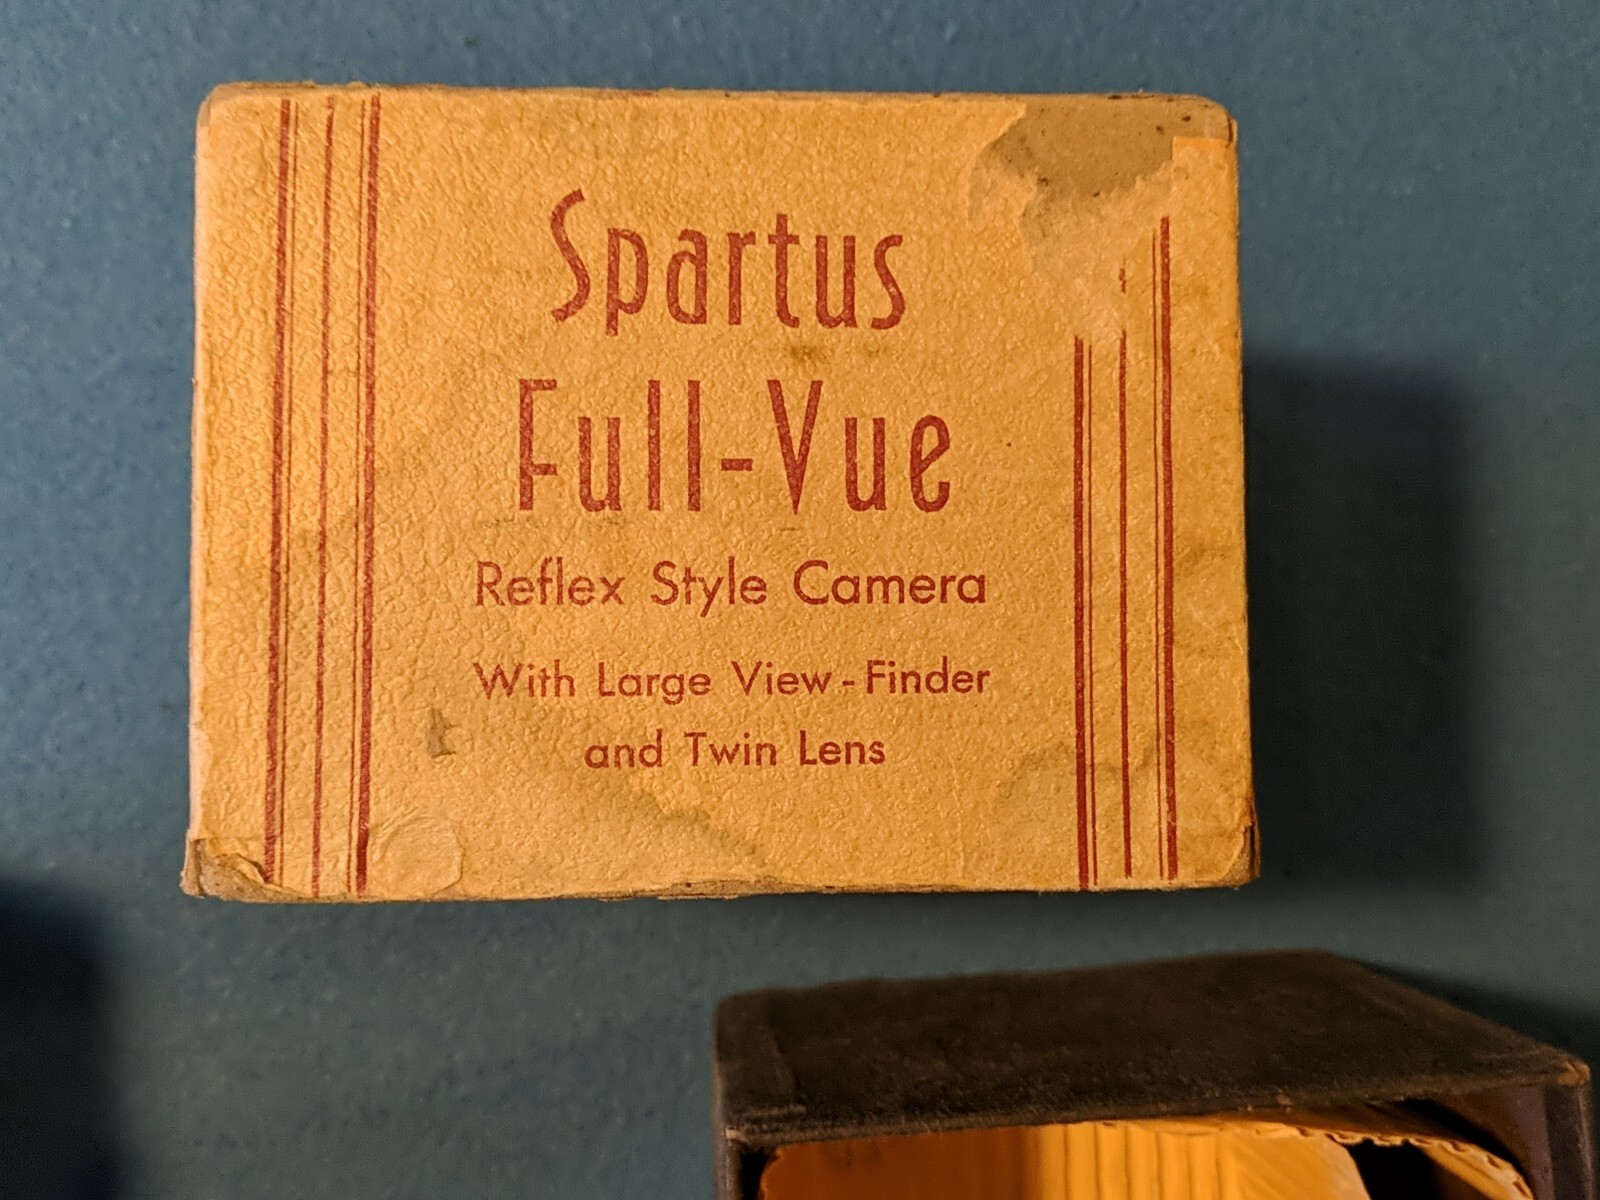 Spartus
Full-Vue
Reflex Style Camera
With Large View-Finder
and Twin Lens